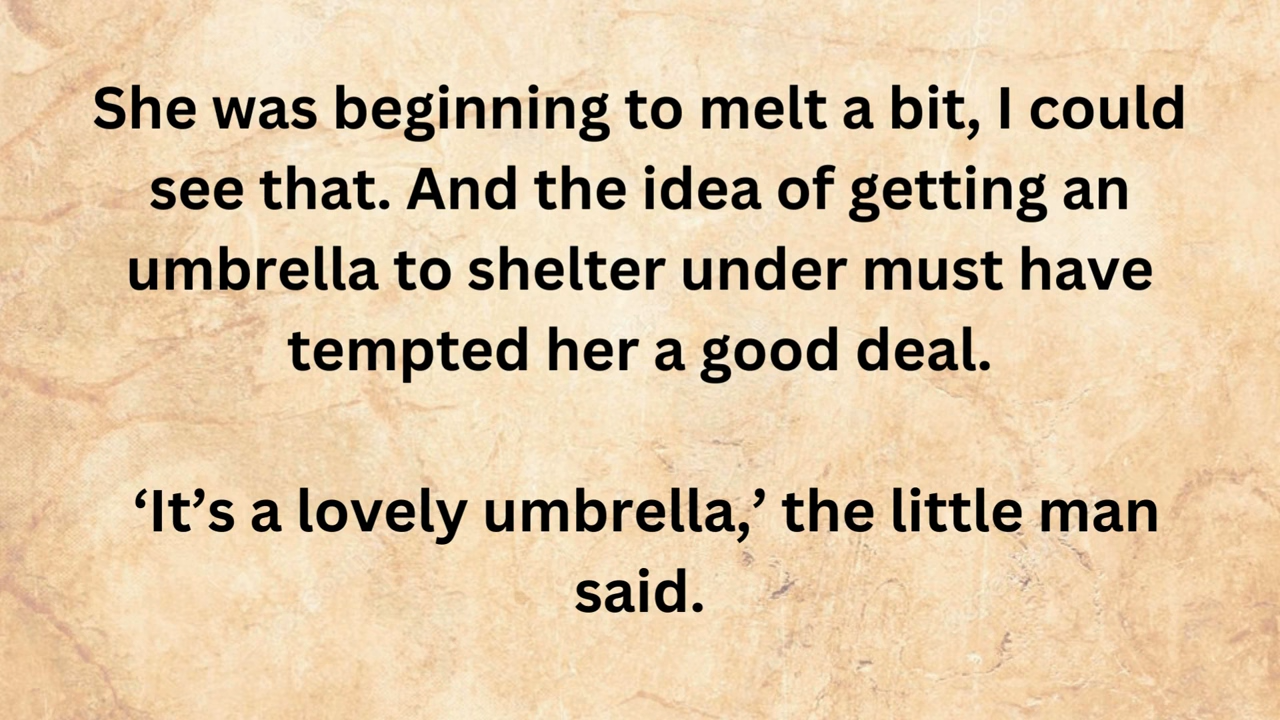 She was beginning to melt a bit, I could
see that. And the idea of getting an
umbrella to shelter under must have
tempted her a good deal.
‘It’s a lovely umbrella,’ the little man
said.